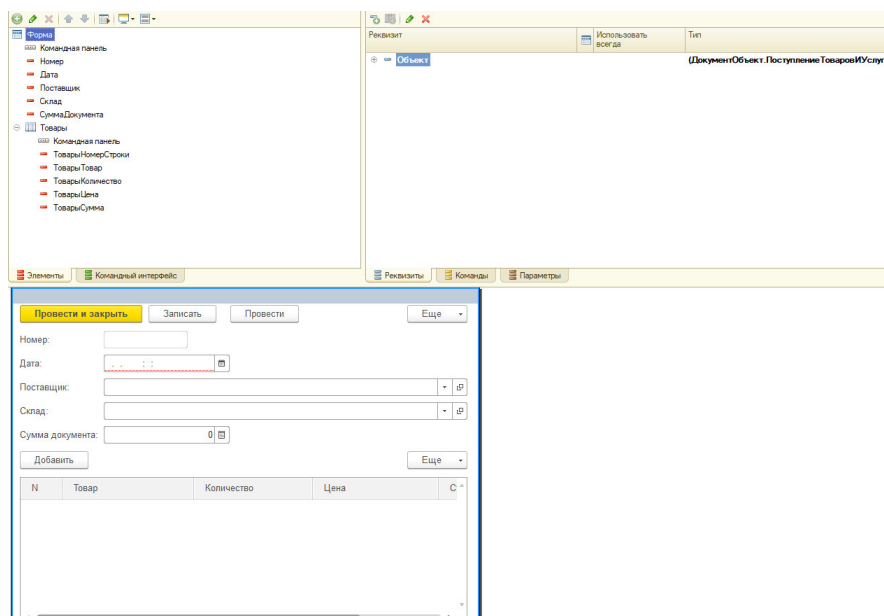 Форма
Командная панель
Номер
Дата
Поставщик
Склад
СуммаДокумента
Товары
Командная панель
ТоварыНомерСтроки
ТоварыТовар
ТоварыКоличество
ТоварыЦена
ТоварыСумма
Элементы
Командный интерфейс
Реквизит
Использовать
всегда
Тип
Объект
(ДокументОбъект.ПоступлениеТоваровИУслуг
Реквизиты
Команды
Параметры
Провести и закрыть
Записать
Провести
Еще
Номер:
Дата:
. . : :
Поставщик:
Склад:
Сумма документа:
0
Добавить
Еще
N
Товар
Количество
Цена
С